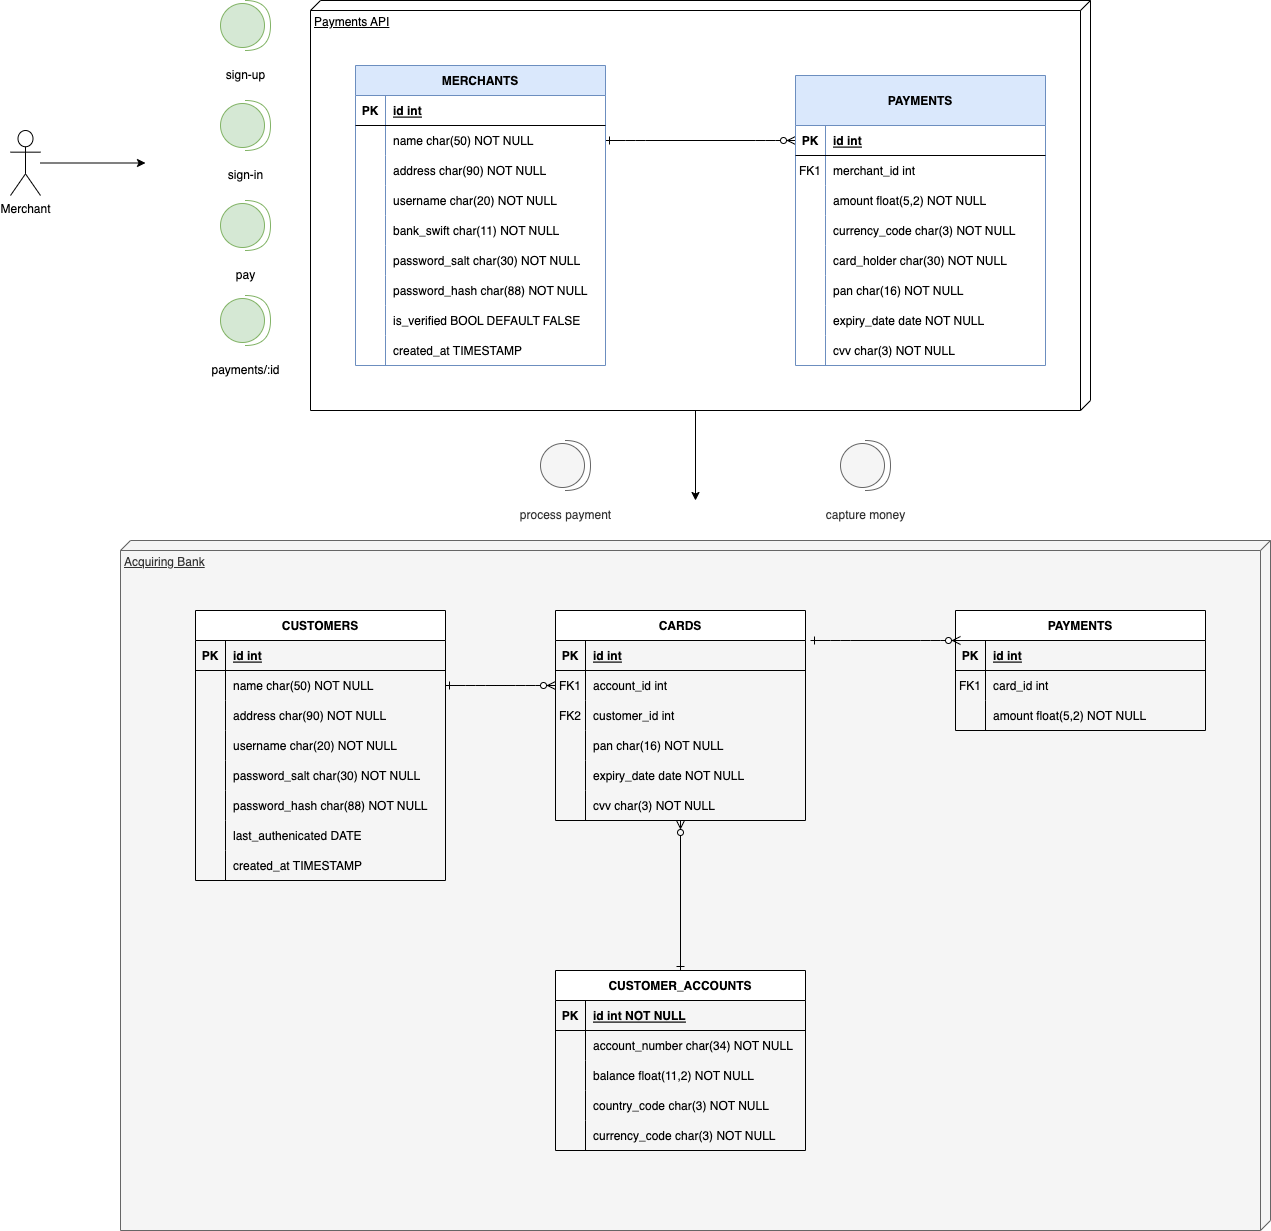 Payments API
sign-up
sign-in
Merchant
pay
payments/:id
MERCHANTS
PK id int
name char(50) NOT NULL
address char(90) NOT NULL
username char(20) NOT NULL
bank_swift char(11) NOT NULL
password_salt char(30) NOT NULL
password_hash char(88) NOT NULL
is_verified BOOL DEFAULT FALSE
created_at TIMESTAMP
PAYMENTS
PK id int
FK1 merchant_id int
amount float(5,2) NOT NULL
currency_code char(3) NOT NULL
card_holder char(30) NOT NULL
pan char(16) NOT NULL
expiry_date date NOT NULL
cvv char(3) NOT NULL
process payment
capture money
Acquiring Bank
CUSTOMERS
PK id int
name char(50) NOT NULL
address char(90) NOT NULL
username char(20) NOT NULL
password_salt char(30) NOT NULL
password_hash char(88) NOT NULL
last_authenicated DATE
created_at TIMESTAMP
CARDS
PK id int
FK1 account_id int
FK2 customer_id int
pan char(16) NOT NULL
expiry_date date NOT NULL
cvv char(3) NOT NULL
PAYMENTS
PK id int
FK1 card_id int
amount float(5,2) NOT NULL
CUSTOMER_ACCOUNTS
PK id int NOT NULL
account_number char(34) NOT NULL
balance float(11,2) NOT NULL
country_code char(3) NOT NULL
currency_code char(3) NOT NULL